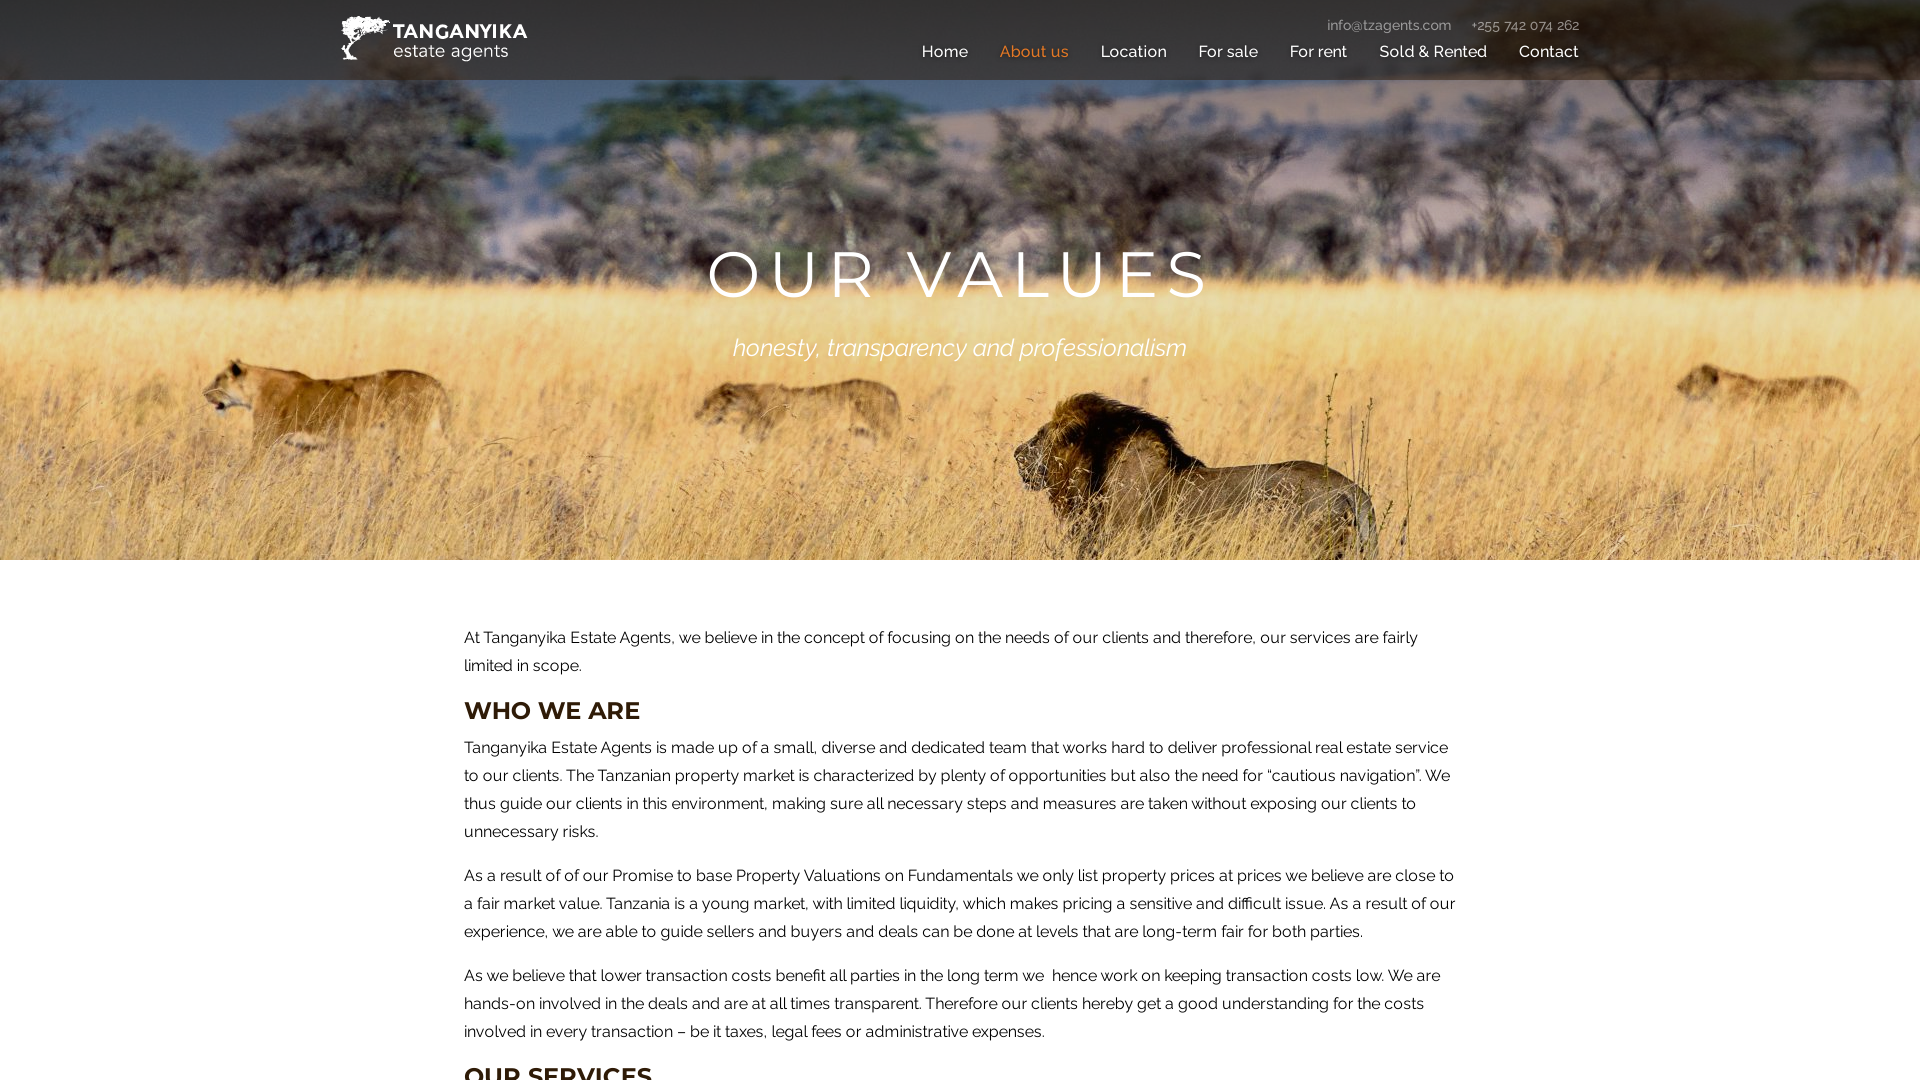 TANGANYIKA
estate agents
info@tzagents.com +255 742 074 262
Home About us Location For sale For rent Sold & Rented Contact
OUR VALUES
honesty, transparency and professionalism
At Tanganyika Estate Agents, we believe in the concept of focusing on the needs of our clients and therefore, our services are fairly
limited in scope.
WHO WE ARE
Tanganyika Estate Agents is made up of a small, diverse and dedicated team that works hard to deliver professional real estate service
to our clients. The Tanzanian property market is characterized by plenty of opportunities but also the need for “cautious navigation”. We
thus guide our clients in this environment, making sure all necessary steps and measures are taken without exposing our clients to
unnecessary risks.
As a result of of our Promise to base Property Valuations on Fundamentals we only list property prices at prices we believe are close to
a fair market value. Tanzania is a young market, with limited liquidity, which makes pricing a sensitive and difficult issue. As a result of our
experience, we are able to guide sellers and buyers and deals can be done at levels that are long-term fair for both parties.
As we believe that lower transaction costs benefit all parties in the long term we  hence work on keeping transaction costs low. We are
hands-on involved in the deals and are at all times transparent. Therefore our clients hereby get a good understanding for the costs
involved in every transaction – be it taxes, legal fees or administrative expenses.
OUR SERVICES